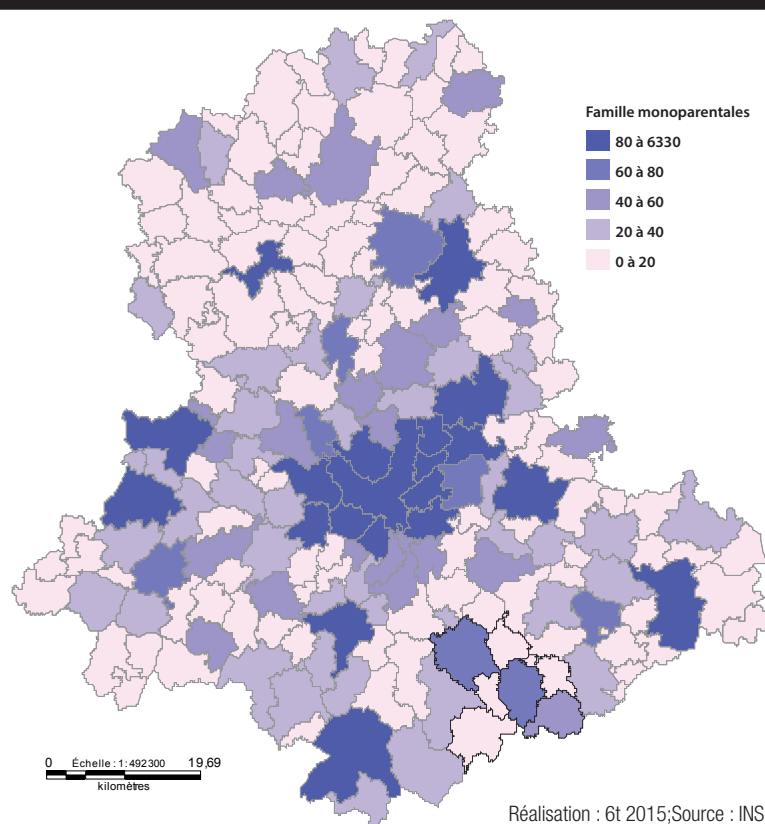 Famille monoparentales
80 à 6330
60 à 80
40 à 60
20 à 40
0 à 20
0 Échelle : 1:492300 19,69
kilomètres
Réalisation : 6t 2015;Source : INS